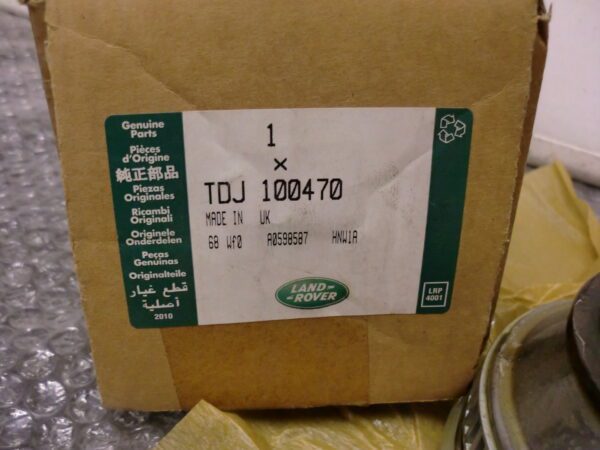 Genuine
Parts
Pièces
d'Origine
純正部品
Piezas
Originales
Ricambi
Originali
Originele
Onderdelen
Peças
Genuinas
Originalteile
قطع غيار
أصلية
2010
1
×
TDJ 100470
MADE IN UK
68 Wf0 A0598587 HNW1A
LAND
ROVER
LRP
4001